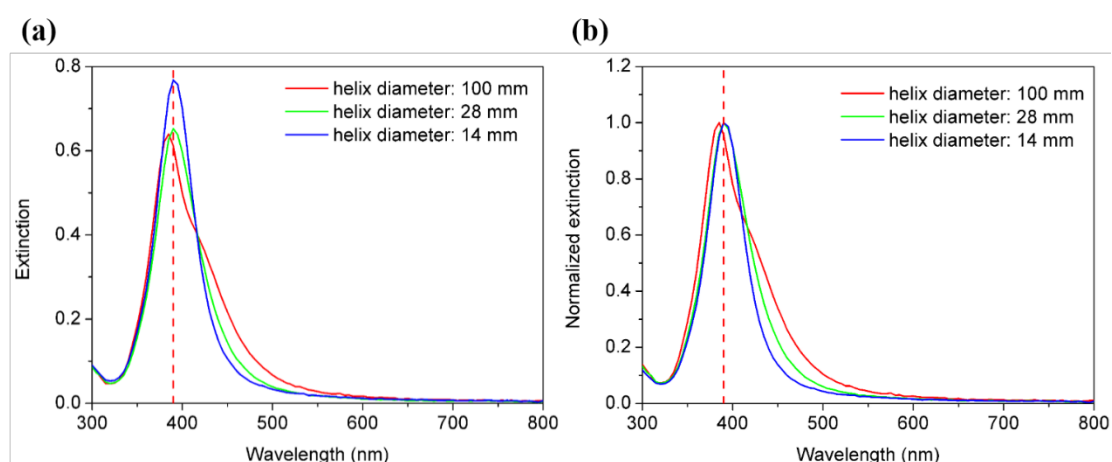 (a)
0.8
0.6
0.4
0.2
0.0
Extinction
helix diameter: 100 mm
helix diameter: 28 mm
helix diameter: 14 mm
300 400 500 600 700 800
Wavelength (nm)
(b)
1.2
1.0
0.8
0.6
0.4
0.2
0.0
Normalized extinction
helix diameter: 100 mm
helix diameter: 28 mm
helix diameter: 14 mm
300 400 500 600 700 800
Wavelength (nm)